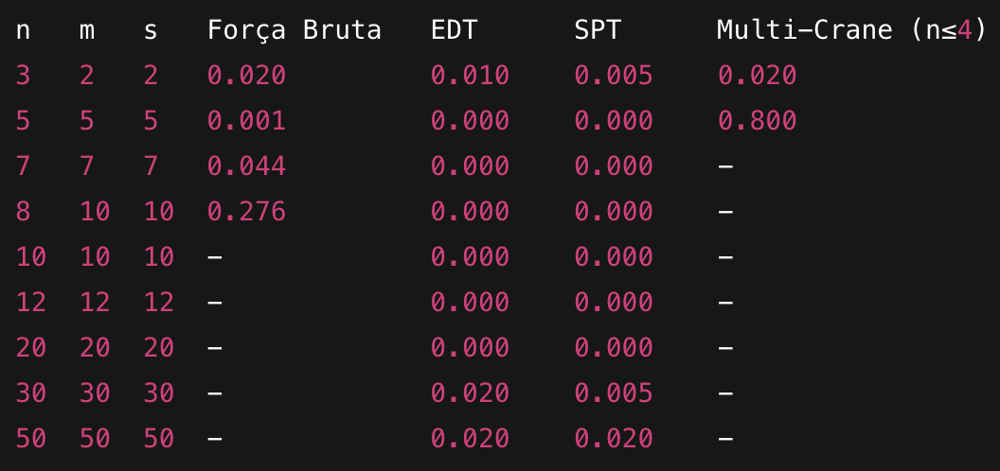 n m s Força Bruta EDT SPT Multi-Crane (n≤4)
3 2 2 0.020 0.010 0.005 0.020
5 5 5 0.001 0.000 0.000 0.800
7 7 7 0.044 0.000 0.000 –
8 10 10 0.276 0.000 0.000 –
10 10 10 – 0.000 0.000 –
12 12 12 – 0.000 0.000 –
20 20 20 – 0.000 0.000 –
30 30 30 – 0.020 0.005 –
50 50 50 – 0.020 0.020 –